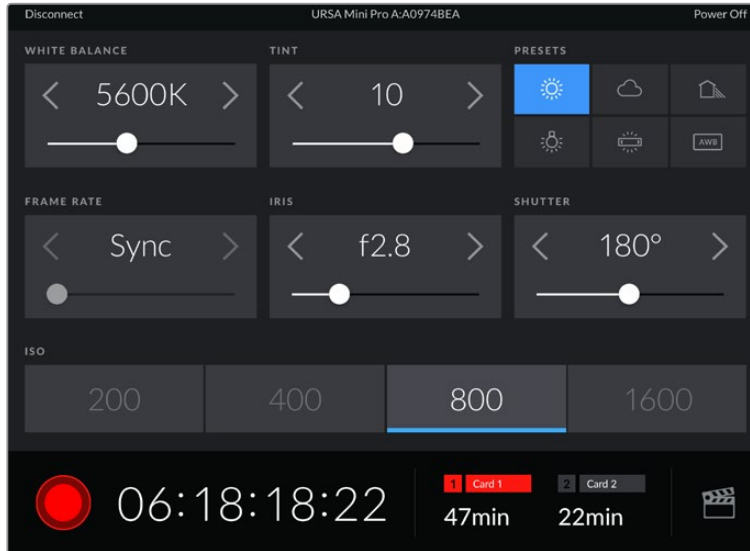 Disconnect URSA Mini Pro A:A0974BEA Power Off
WHITE BALANCE TINT PRESETS
5600K 10
AWB
FRAME RATE IRIS SHUTTER
Sync f2.8 180°
ISO
200 400 800 1600
1 Card 1 2 Card 2
06:18:18:22 47min 22min